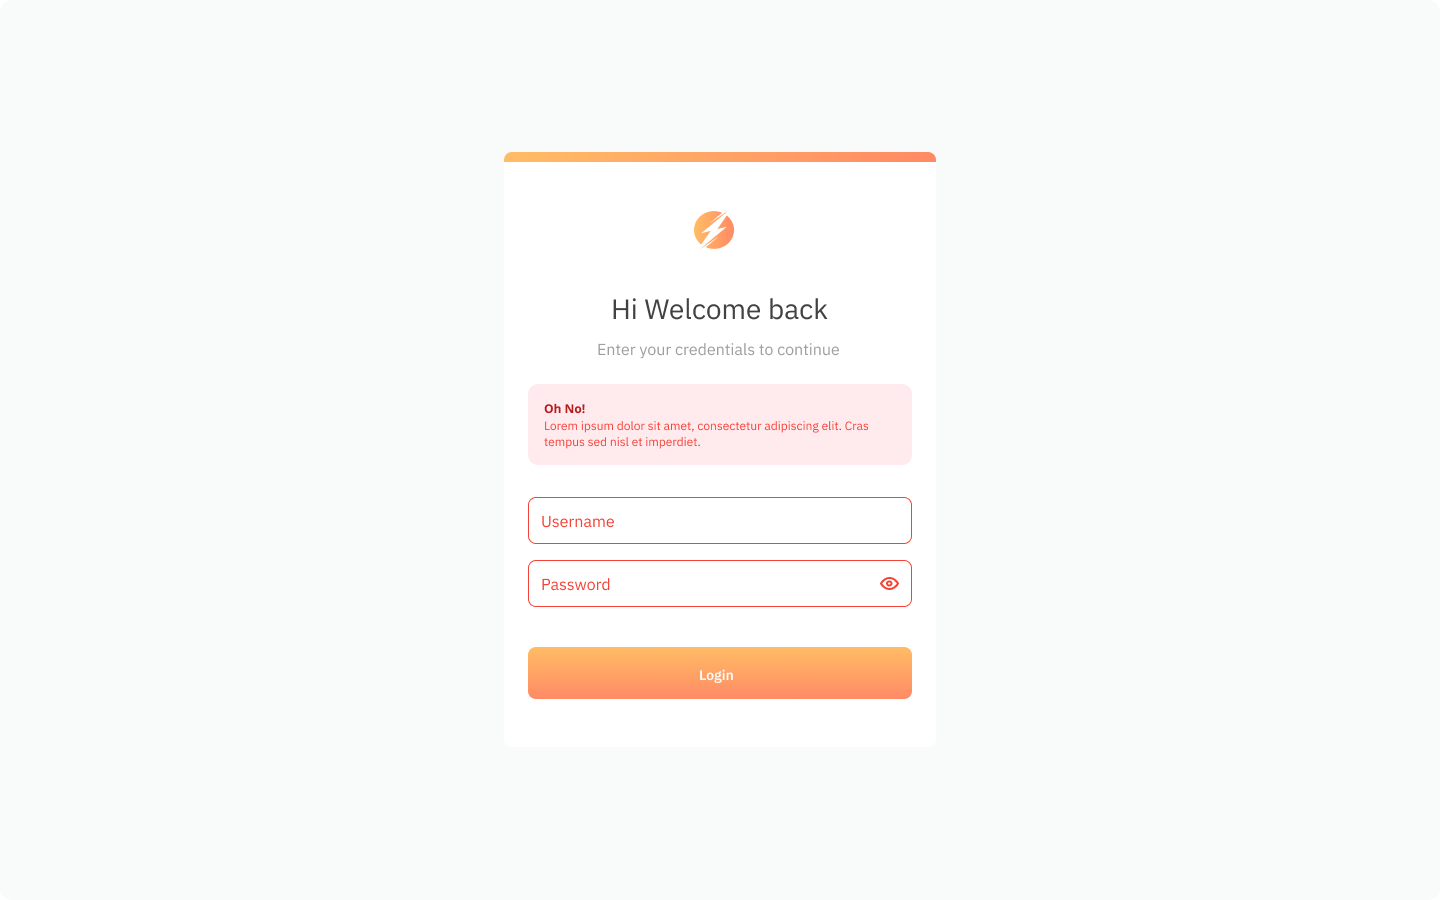 Hi Welcome back
Enter your credentials to continue
Oh No!
Lorem ipsum dolor sit amet, consectetur adipiscing elit. Cras
tempus sed nisl et imperdiet.
Username
Password
Login